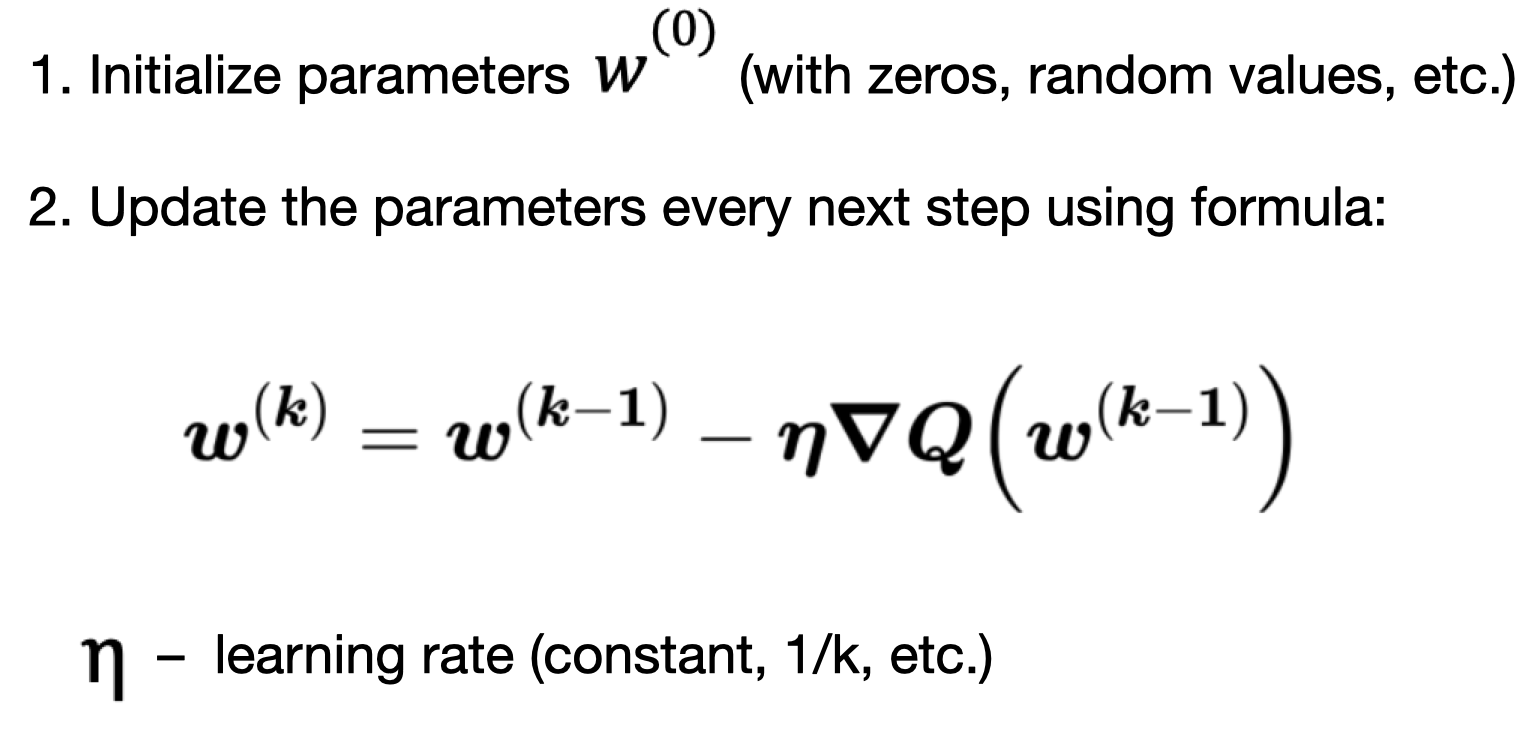 1. Initialize parameters w⁽⁰⁾ (with zeros, random values, etc.)
2. Update the parameters every next step using formula:
w⁽ᵏ⁾ = w⁽ᵏ⁻¹⁾ − η∇Q(w⁽ᵏ⁻¹⁾)
η – learning rate (constant, 1/k, etc.)